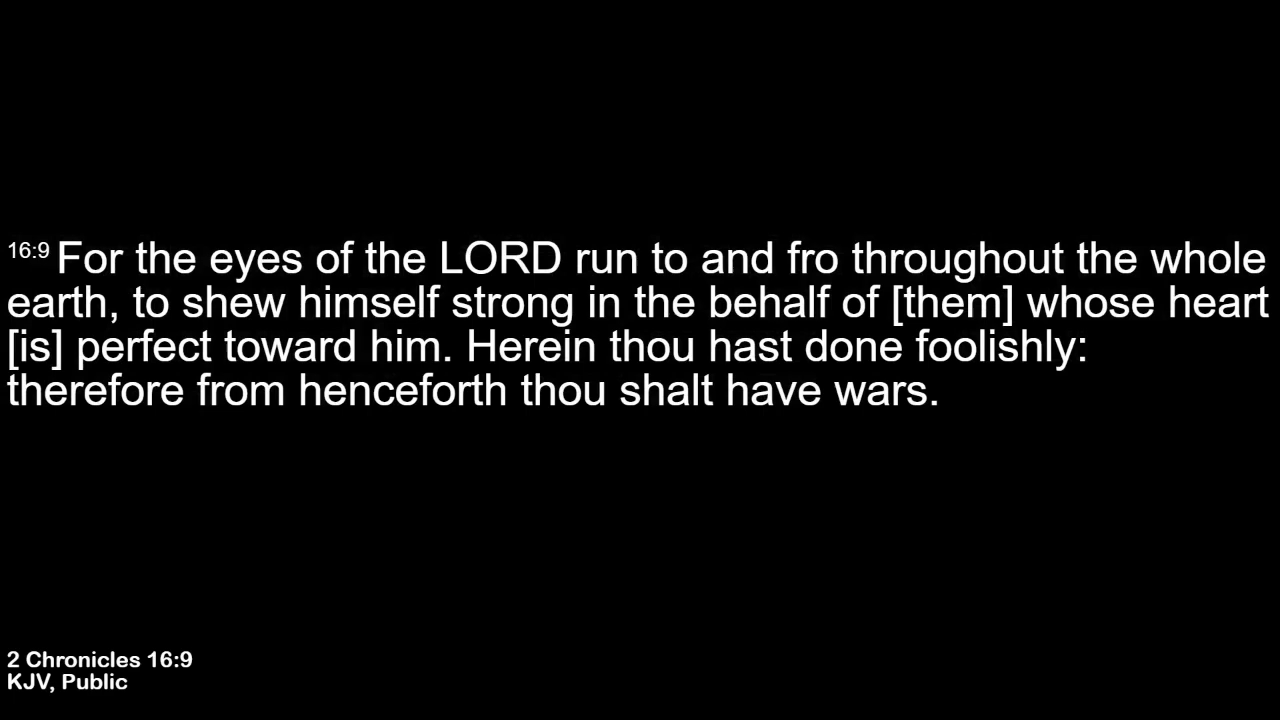 16:9 For the eyes of the LORD run to and fro throughout the whole
earth, to shew himself strong in the behalf of [them] whose heart
[is] perfect toward him. Herein thou hast done foolishly:
therefore from henceforth thou shalt have wars.
2 Chronicles 16:9
KJV, Public